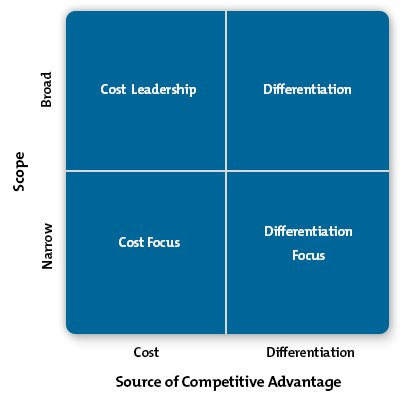 Broad
Cost Leadership
Differentiation
Scope
Narrow
Cost Focus
Differentiation
Focus
Cost
Differentiation
Source of Competitive Advantage